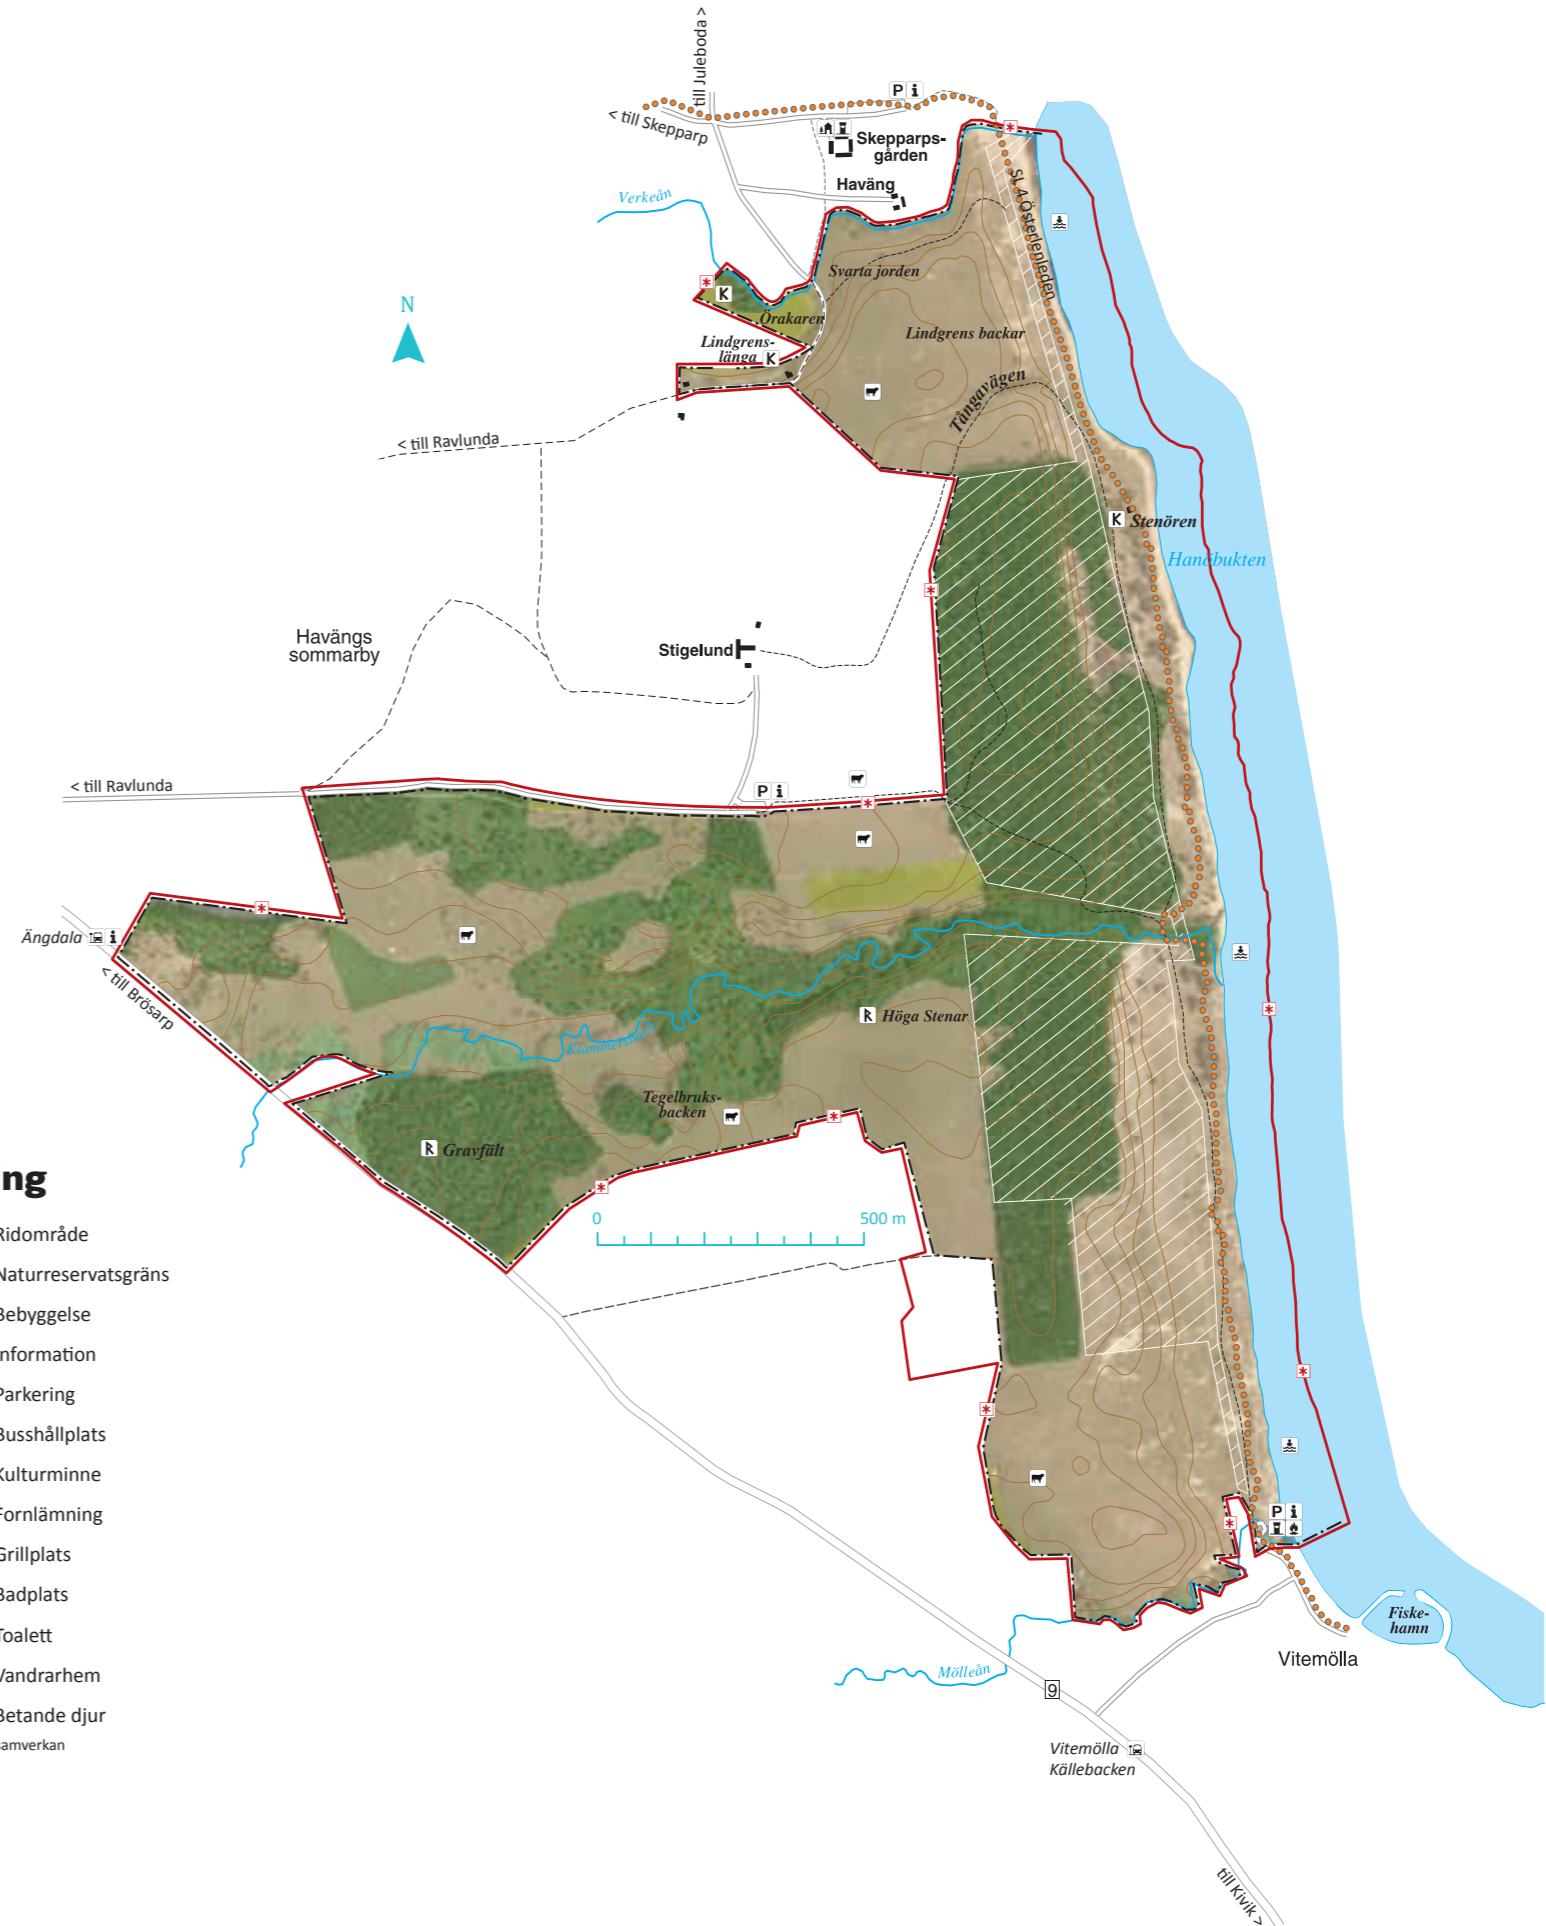 till Juleboda >
P i
< till Skepparp
Skepparps-
gården
Haväng
Verkeån
SL 4 Österlenleden
Svarta jorden
N
K
Örakaren
Lindgrens backar
Lindgrens-
länga K
Tångavägen
< till Ravlunda
K Stenören
Hanöbukten
Havängs
sommarby
Stigelund
< till Ravlunda
P i
Ängdala i
< till Brösarp
R Höga Stenar
Klammersbäck
Tegelbruks-
backen
R Gravfält
ng
0 500 m
Ridområde
Naturreservatsgräns
Bebyggelse
Information
Parkering
Busshållplats
Kulturminne
Fornlämning
Grillplats
Badplats
Toalett
Vandrarhem
Betande djur
samverkan
P i
Fiske-
hamn
Vitemölla
Mölleån
9
Vitemölla
Källebacken
till Kivik >